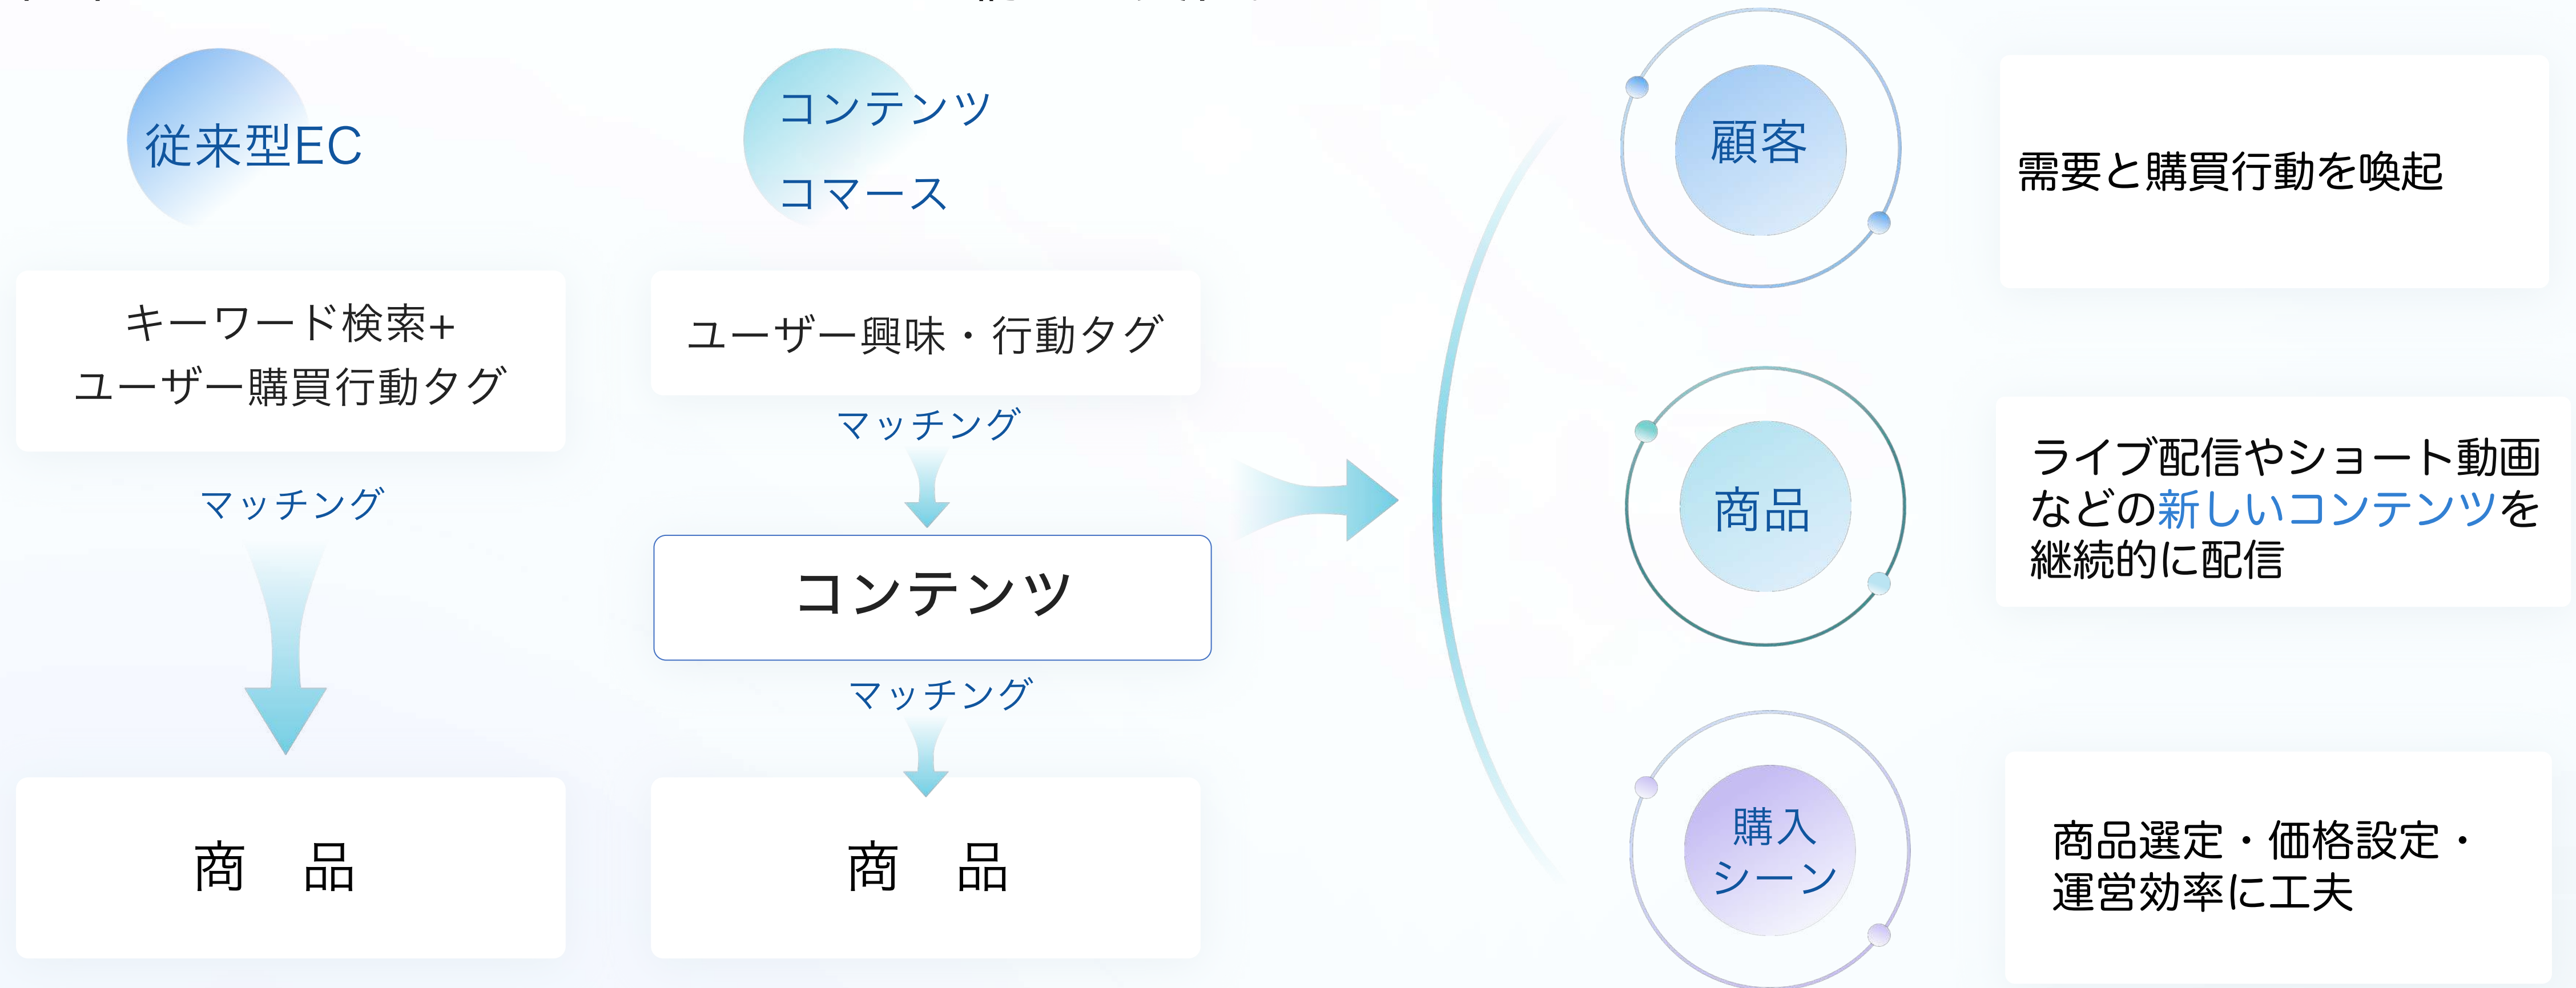 従来型EC
キーワード検索+
ユーザー購買行動タグ
マッチング
商　品
コンテンツ
コマース
ユーザー興味・行動タグ
マッチング
コンテンツ
マッチング
商　品
顧客
需要と購買行動を喚起
商品
ライブ配信やショート動画
などの新しいコンテンツを
継続的に配信
購入
シーン
商品選定・価格設定・
運営効率に工夫